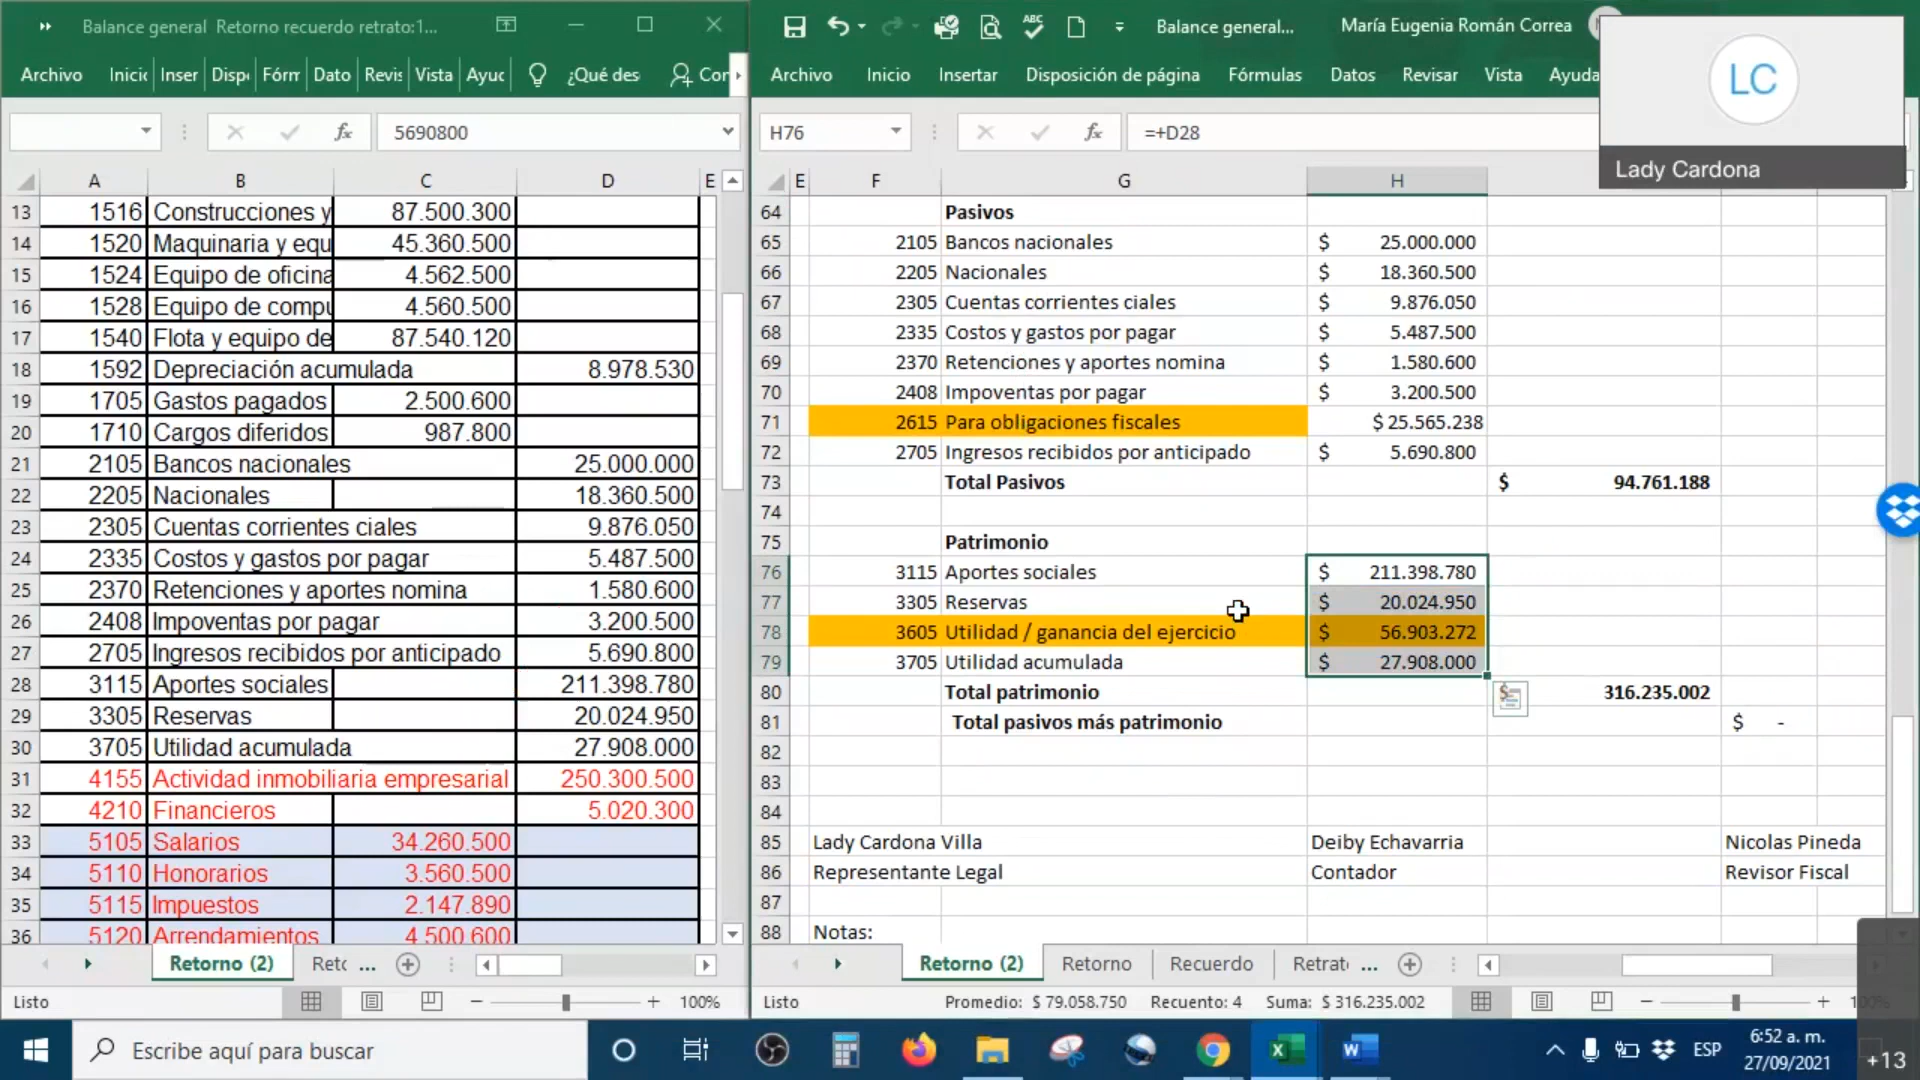 Balance general Retorno recuerdo retrato:1...
Archivo Inser Fórm Dato Vista Ayuc ¿Qué des
5690800
A B C D E
13 1516 Construcciones y 87.500.300
14 1520 Maquinaria y equ 45.360.500
15 1524 Equipo de oficina 4.562.500
16 1528 Equipo de compu 4.560.500
17 1540 Flota y equipo de 87.540.120
18 1592 Depreciación acumulada 8.978.530
19 1705 Gastos pagados 2.500.600
20 1710 Cargos diferidos 987.800
21 2105 Bancos nacionales 25.000.000
22 2205 Nacionales 18.360.500
23 2305 Cuentas corrientes ciales 9.876.050
24 2335 Costos y gastos por pagar 5.487.500
25 2370 Retenciones y aportes nomina 1.580.600
26 2408 Impoventas por pagar 3.200.500
27 2705 Ingresos recibidos por anticipado 5.690.800
28 3115 Aportes sociales 211.398.780
29 3305 Reservas 20.024.950
30 3705 Utilidad acumulada 27.908.000
31 4155 Actividad inmobiliaria empresarial 250.300.500
32 4210 Financieros 5.020.300
33 5105 Salarios 34.260.500
34 5110 Honorarios 3.560.500
35 5115 Impuestos 2.147.890
36 5120 Arrendamientos 4.500.600
Retorno (2) Retc ...
Listo 100%
Balance general... María Eugenia Román Correa
Archivo Inicio Insertar Disposición de página Fórmulas Datos Revisar Vista Ayuda
LC
Lady Cardona
H76 =+D28
E F G H
64 Pasivos
65 2105 Bancos nacionales $ 25.000.000
66 2205 Nacionales $ 18.360.500
67 2305 Cuentas corrientes ciales $ 9.876.050
68 2335 Costos y gastos por pagar $ 5.487.500
69 2370 Retenciones y aportes nomina $ 1.580.600
70 2408 Impoventas por pagar $ 3.200.500
71 2615 Para obligaciones fiscales $ 25.565.238
72 2705 Ingresos recibidos por anticipado $ 5.690.800
73 Total Pasivos $ 94.761.188
74
75 Patrimonio
76 3115 Aportes sociales $ 211.398.780
77 3305 Reservas $ 20.024.950
78 3605 Utilidad / ganancia del ejercicio $ 56.903.272
79 3705 Utilidad acumulada $ 27.908.000
80 Total patrimonio 316.235.002
81 Total pasivos más patrimonio $ -
82
83
84
85 Lady Cardona Villa Deiby Echavarria Nicolas Pineda
86 Representante Legal Contador Revisor Fiscal
87
88 Notas:
Retorno (2) Retorno Recuerdo Retrat ...
Listo Promedio: $ 79.058.750 Recuento: 4 Suma: $ 316.235.002
Escribe aquí para buscar
ESP
6:52 a. m.
27/09/2021
+13